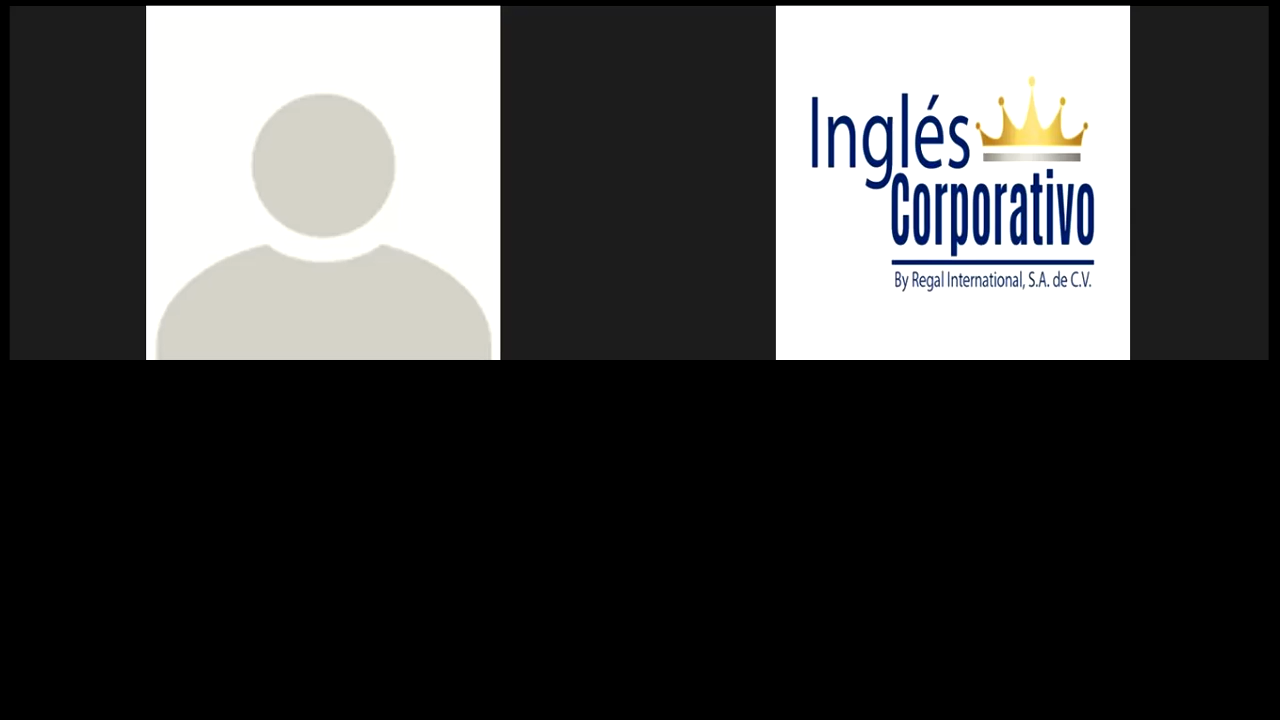 Inglés
Corporativo
By Regal International, S.A. de C.V.